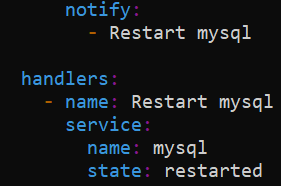 notify:
- Restart mysql
handlers:
- name: Restart mysql
service:
name: mysql
state: restarted